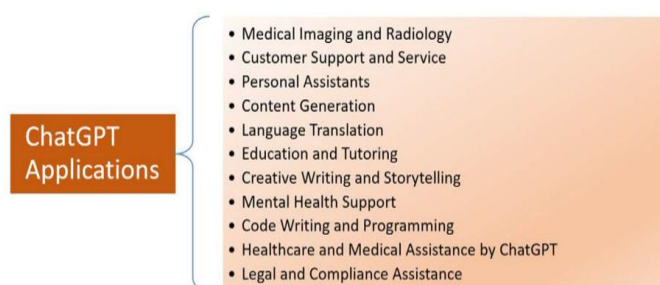 ChatGPT
Applications
• Medical Imaging and Radiology
• Customer Support and Service
• Personal Assistants
• Content Generation
• Language Translation
• Education and Tutoring
• Creative Writing and Storytelling
• Mental Health Support
• Code Writing and Programming
• Healthcare and Medical Assistance by ChatGPT
• Legal and Compliance Assistance